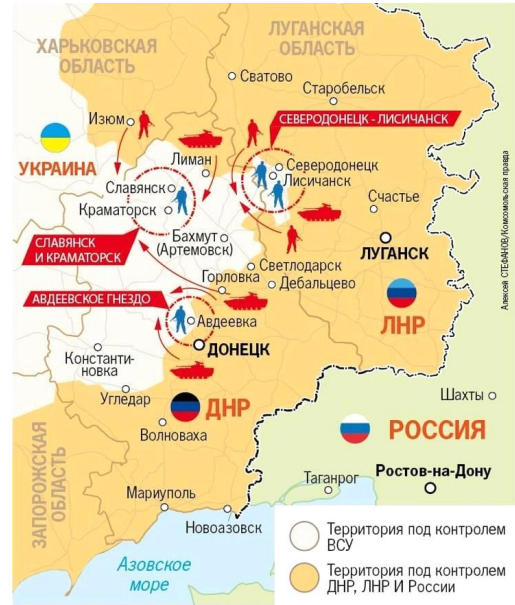 ХАРЬКОВСКАЯ
ОБЛАСТЬ
ЛУГАНСКАЯ
ОБЛАСТЬ
Сватово
Старобельск
Изюм
СЕВЕРОДОНЕЦК - ЛИСИЧАНСК
УКРАИНА
Лиман
Северодонецк
Лисичанск
Славянск
Краматорск
Счастье
СЛАВЯНСК
И КРАМАТОРСК
Бахмут
(Артемовск)
ЛУГАНСК
Светлодарск
Горловка
Дебальцево
АВДЕЕВСКОЕ ГНЕЗДО
ЛНР
Авдеевка
ДОНЕЦК
Константи-
новка
Угледар
ДНР
Шахты
Волноваха
РОССИЯ
ЗАПОРОЖСКАЯ
ОБЛАСТЬ
Ростов-на-Дону
Таганрог
Мариуполь
Новоазовск
Азовское
море
Территория под контролем
ВСУ
Территория под контролем
ДНР, ЛНР И России
Алексей СТЕФАНОВ/Комсомольская правда